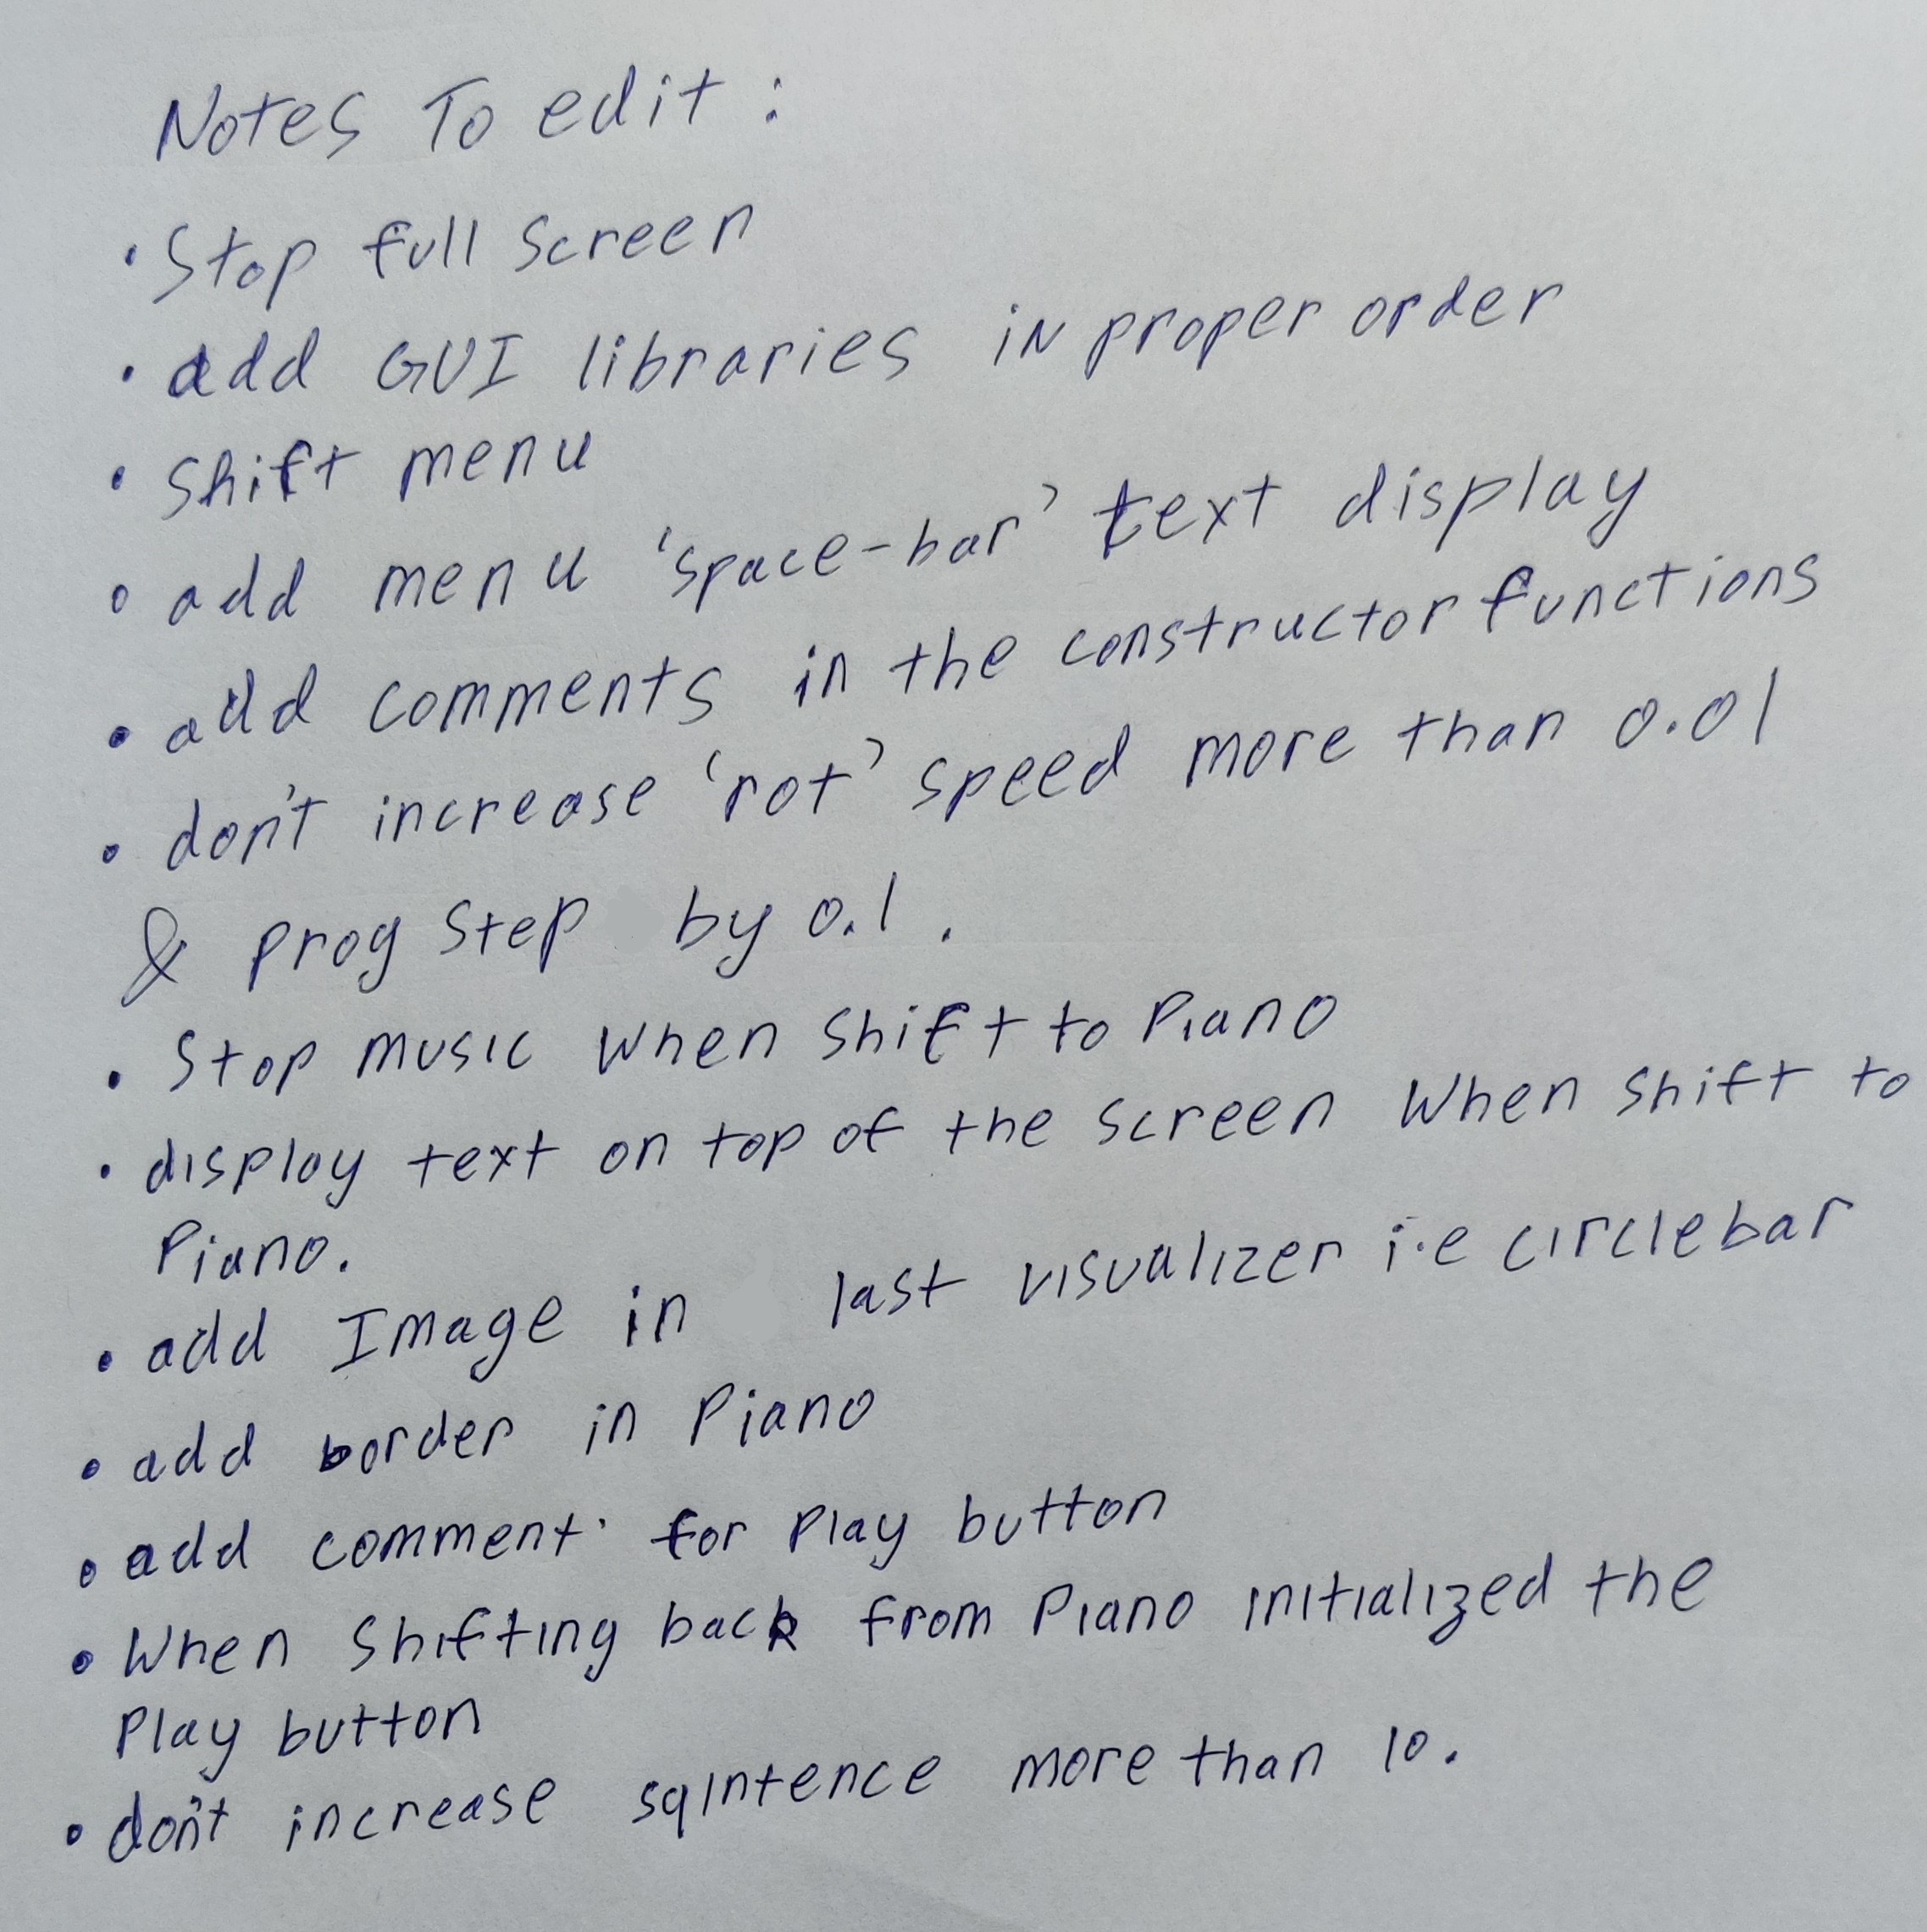 Notes To edit :
• Stop full screen
• add GUI libraries in proper order
• Shift menu
• add menu 'space-bar' text display
• add comments in the constructor functions
• don't increase 'rot' speed more than 0.01
& prog step by 0.1 .
• Stop music when shift to Piano
• display text on top of the screen When shift to
Piano.
• add Image in last visualizer i.e circlebar
• add border in Piano
• add comment for Play button
• When Shifting back from Piano initialized the
Play button
• don't increase sqIntence more than 10.